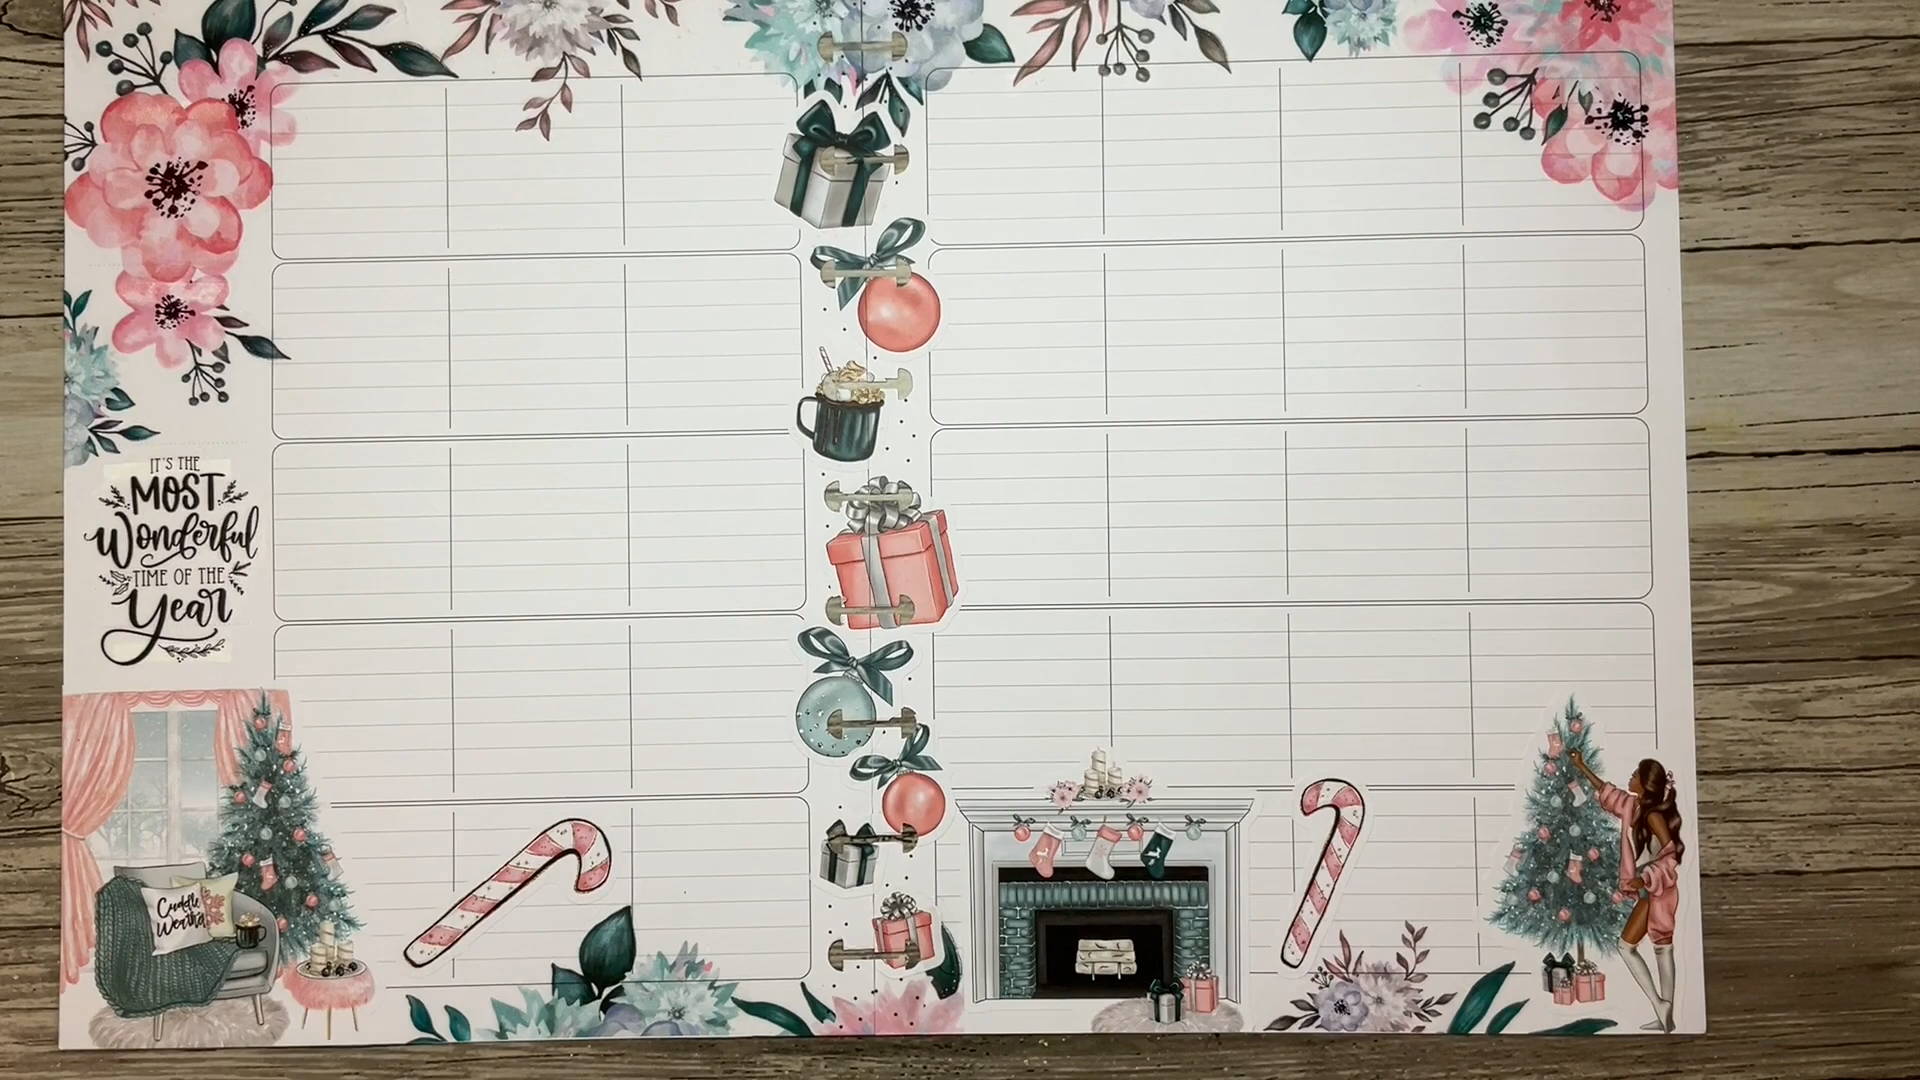 IT'S THE
MOST
Wonderful
TIME OF THE
Year
Cuddle
Weather